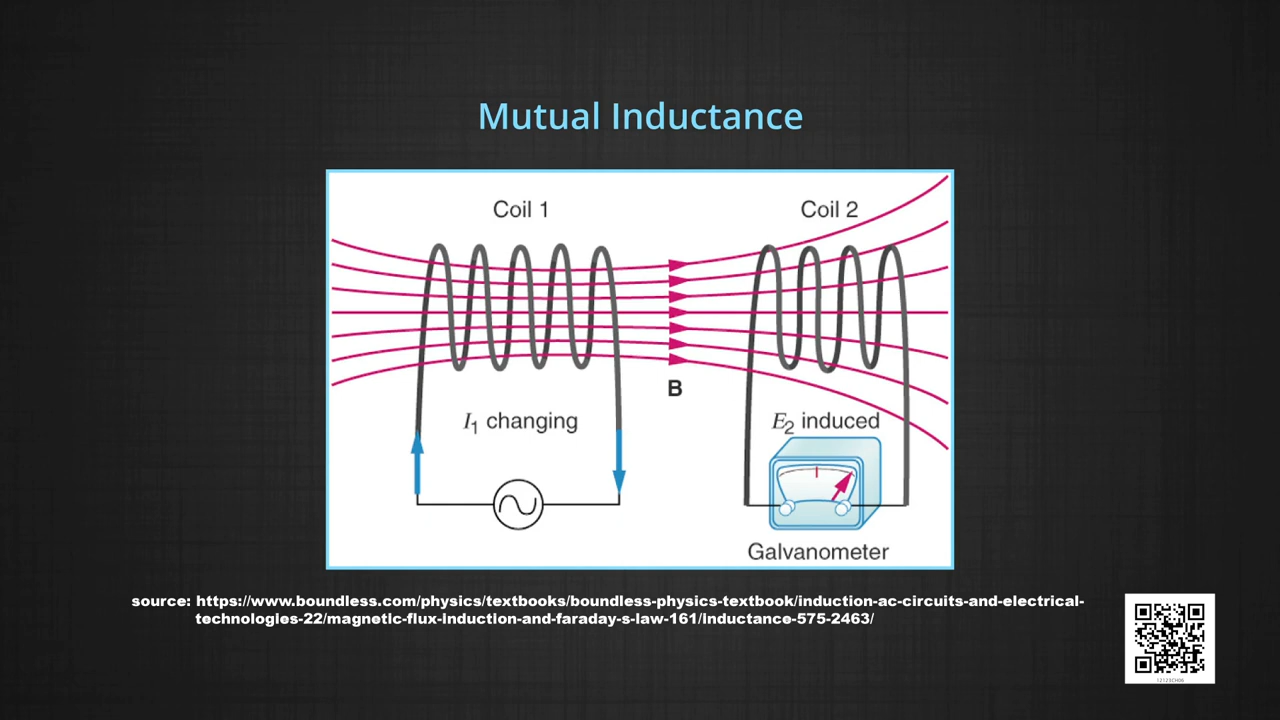 Mutual Inductance
Coil 1
Coil 2
B
I1 changing
E2 induced
Galvanometer
source: https://www.boundless.com/physics/textbooks/boundless-physics-textbook/induction-ac-circuits-and-electrical-
technologies-22/magnetic-flux-induction-and-faraday-s-law-161/inductance-575-2463/
12123CH06